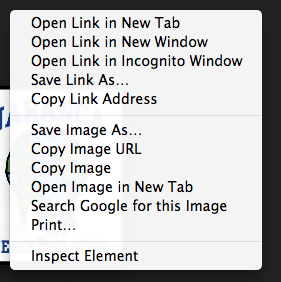 Open Link in New Tab
Open Link in New Window
Open Link in Incognito Window
Save Link As...
Copy Link Address
Save Image As...
Copy Image URL
Copy Image
Open Image in New Tab
Search Google for this Image
Print...
Inspect Element